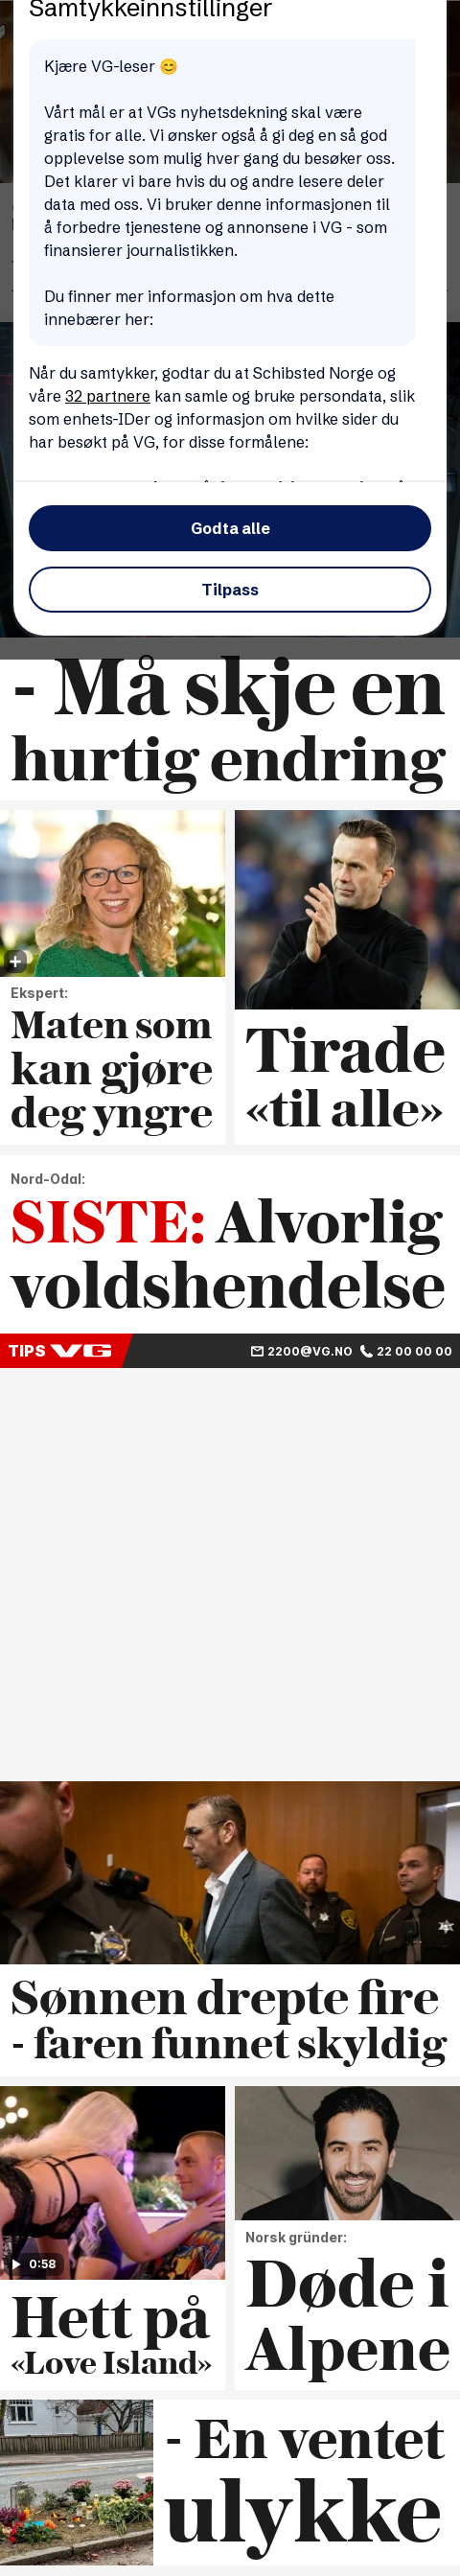 Samtykkeinnstillinger
Kjære VG-leser 😊
Vårt mål er at VGs nyhetsdekning skal være
gratis for alle. Vi ønsker også å gi deg en så god
opplevelse som mulig hver gang du besøker oss.
Det klarer vi bare hvis du og andre lesere deler
data med oss. Vi bruker denne informasjonen til
å forbedre tjenestene og annonsene i VG - som
finansierer journalistikken.
Du finner mer informasjon om hva dette
innebærer her:
Når du samtykker, godtar du at Schibsted Norge og
våre 32 partnere kan samle og bruke persondata, slik
som enhets-IDer og informasjon om hvilke sider du
har besøkt på VG, for disse formålene:
Godta alle
Tilpass
- Må skje en
hurtig endring
Ekspert:
Maten som
kan gjøre
deg yngre
Tirade
«til alle»
Nord-Odal:
SISTE: Alvorlig
voldshendelse
TIPS VG 2200@VG.NO 22 00 00 00
Sønnen drepte fire
- faren funnet skyldig
0:58
Hett på
«Love Island»
Norsk gründer:
Døde i
Alpene
- En ventet
ulykke